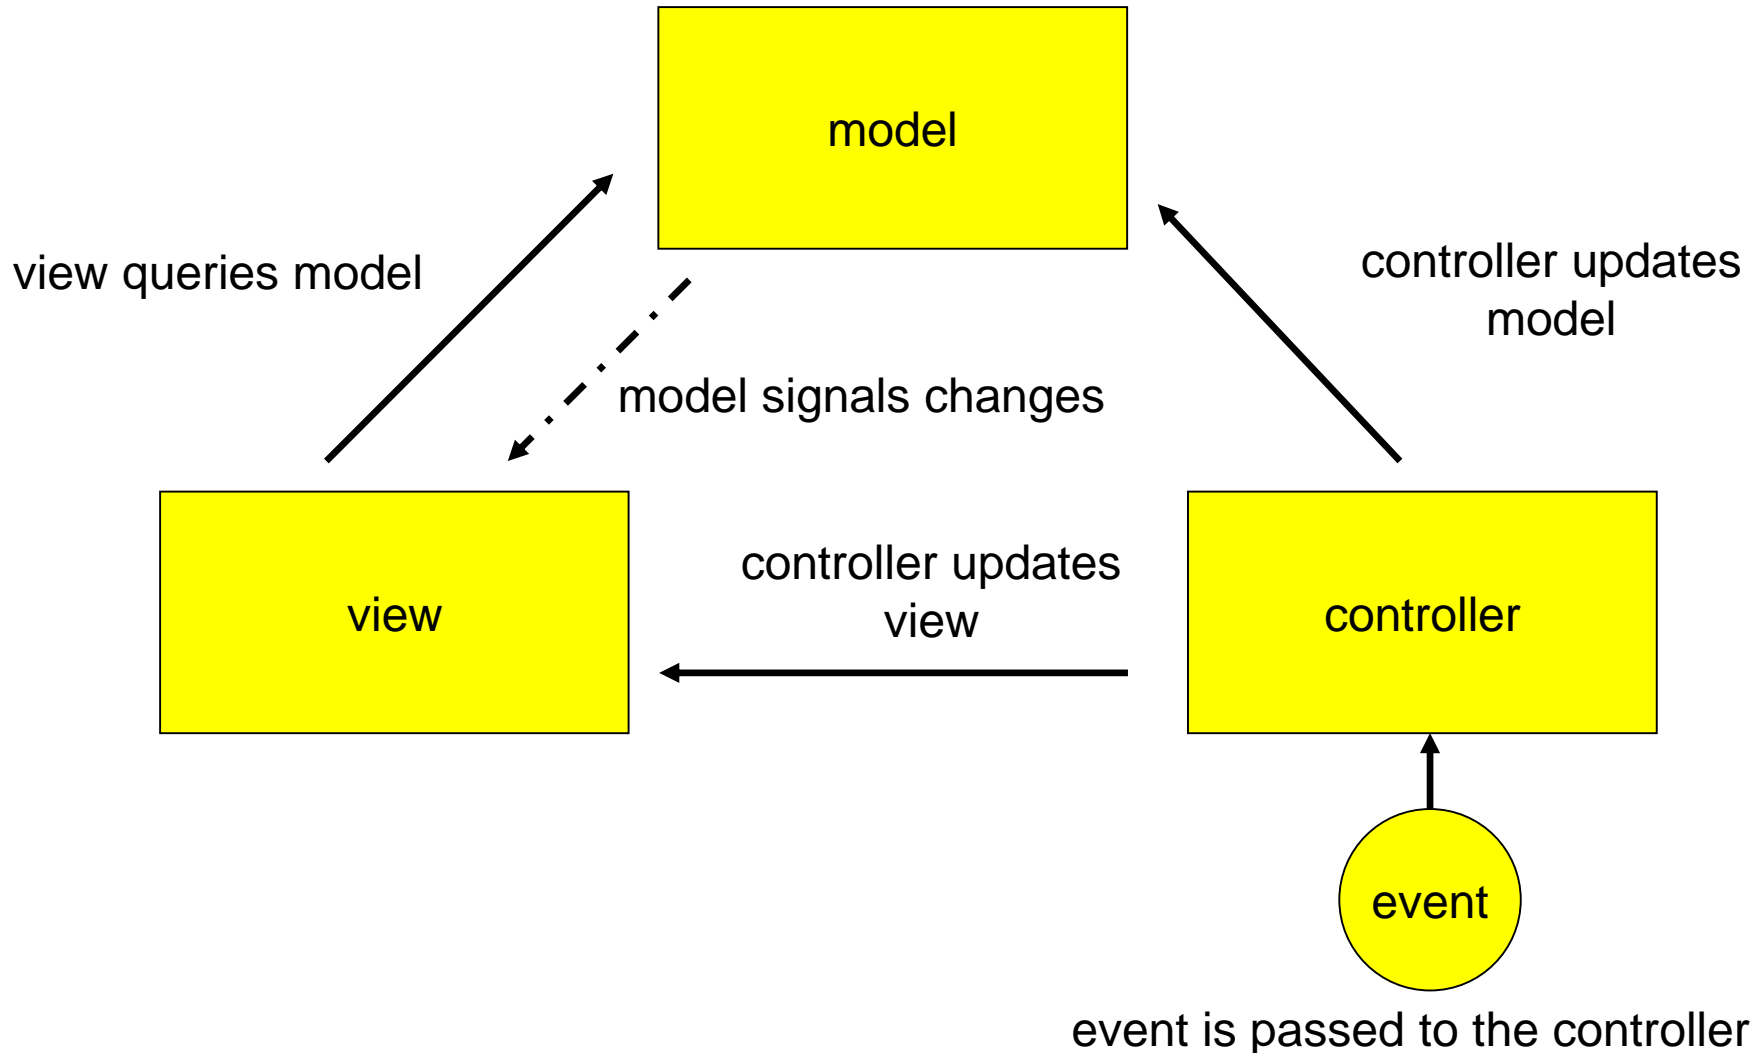 model
view queries model
controller updates
model
model signals changes
controller updates
view
view
controller
event
event is passed to the controller